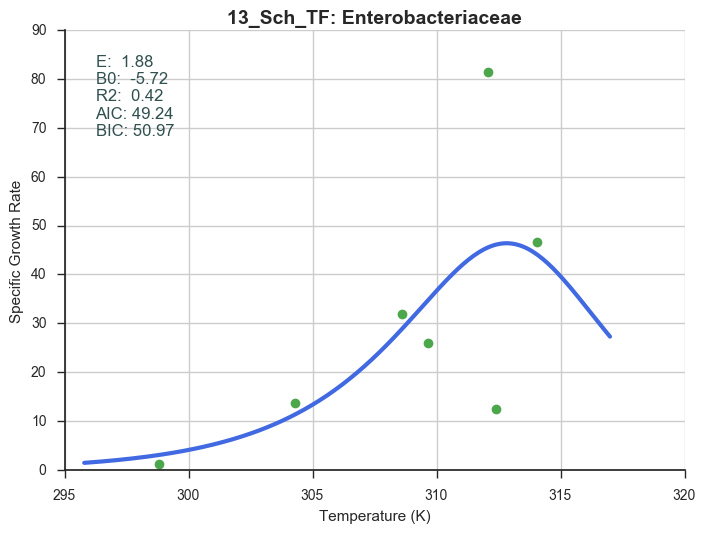 13_Sch_TF: Enterobacteriaceae
90
80
70
60
50
40
30
20
10
0
E: 1.88
B0: -5.72
R2: 0.42
AIC: 49.24
BIC: 50.97
Specific Growth Rate
295
300
305
310
315
320
Temperature (K)